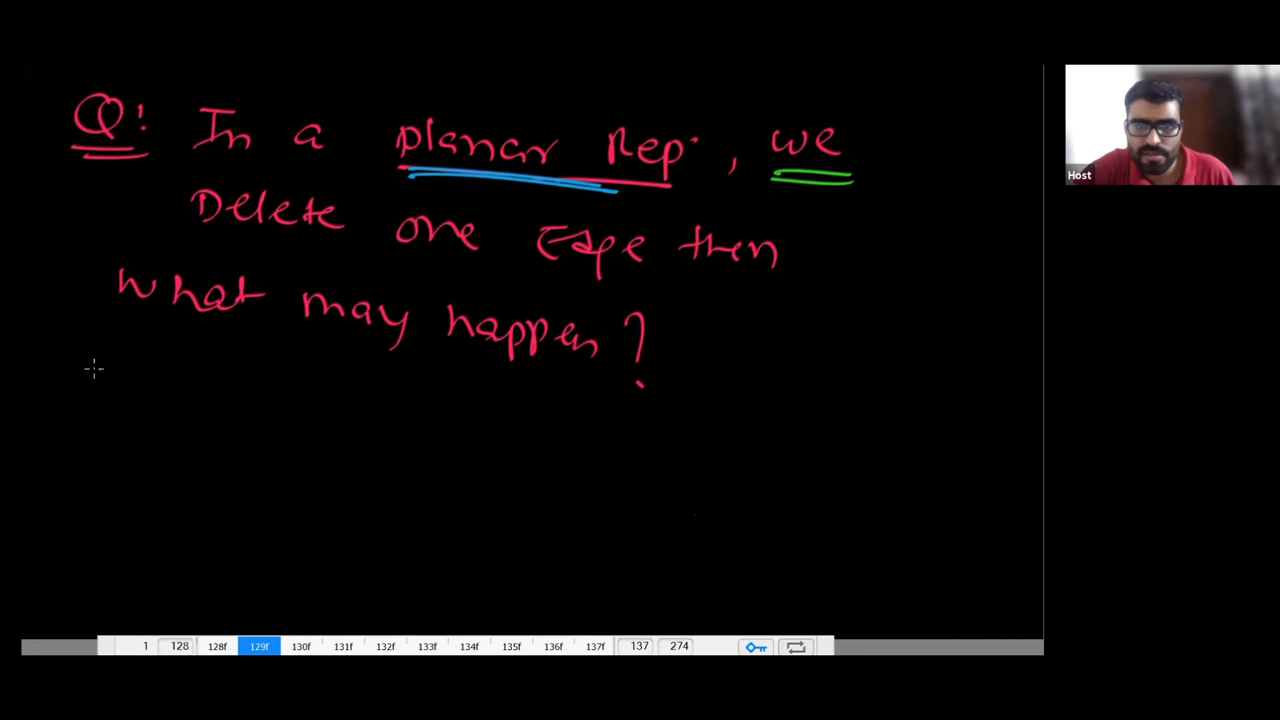 Q: In a planar Rep., we
Delete one Edge then
what may happen?
Host
1 128 128f 129f 130f 131f 132f 133f 134f 135f 136f 137f 137 274